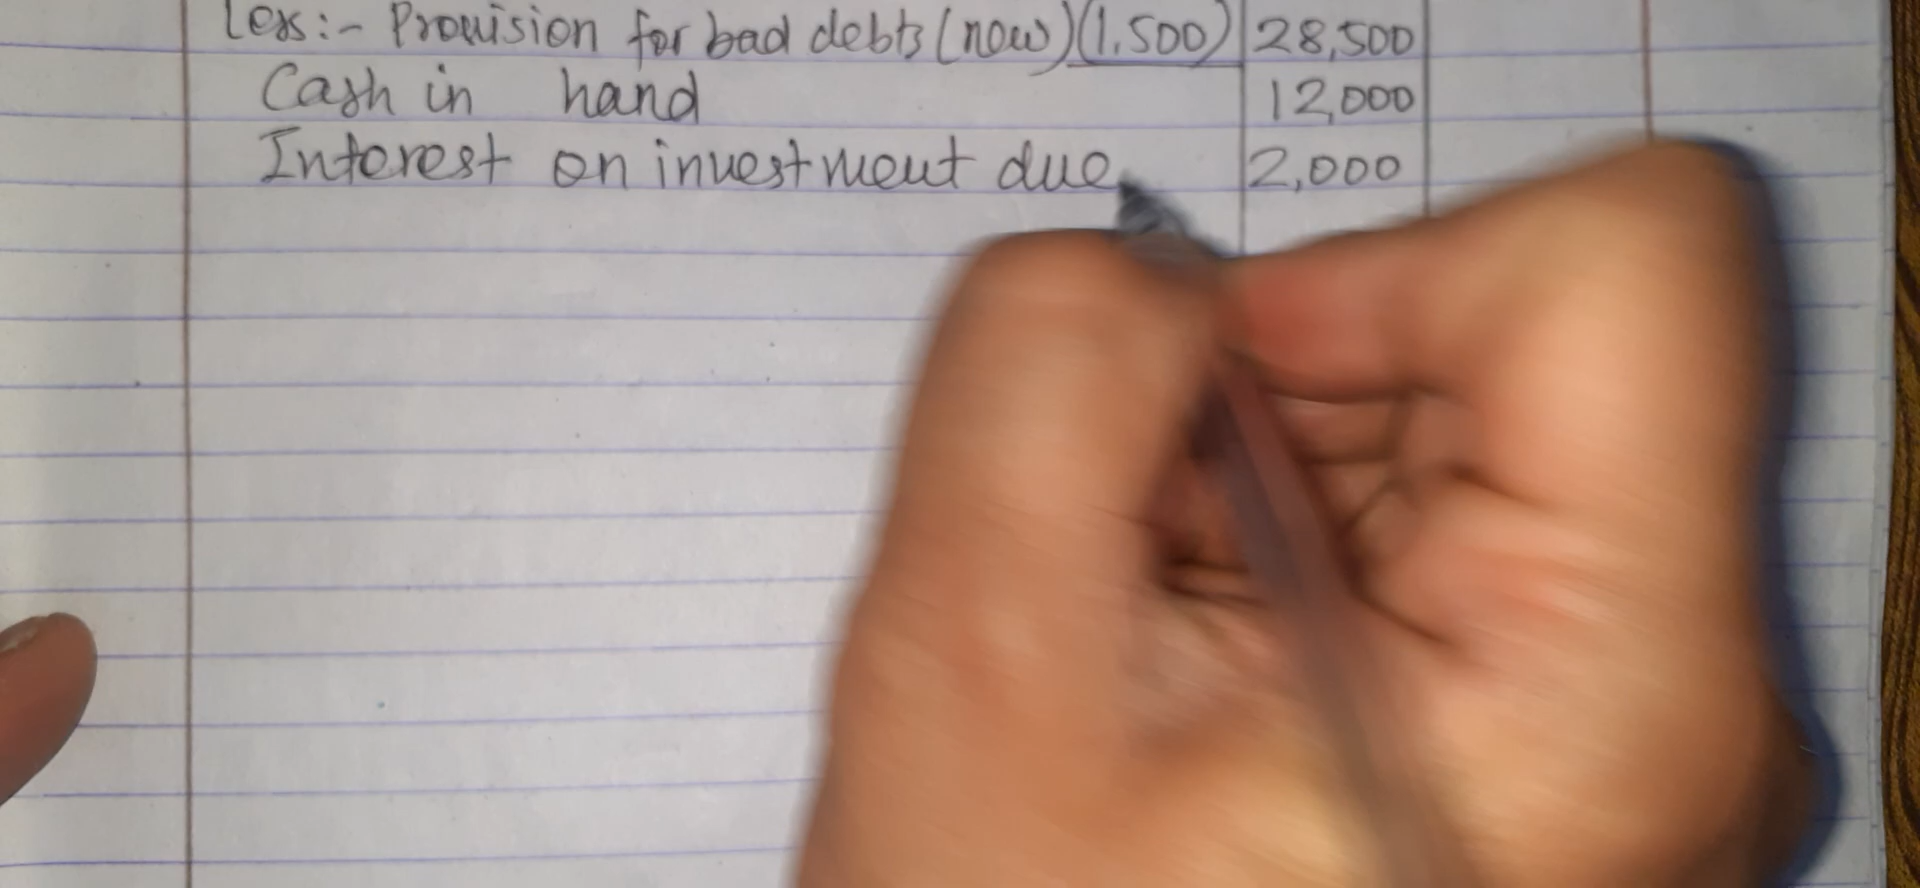 Less:- Provision for bad debts (new) (1,500) 28,500
Cash in hand 12,000
Interest on investment due 2,000